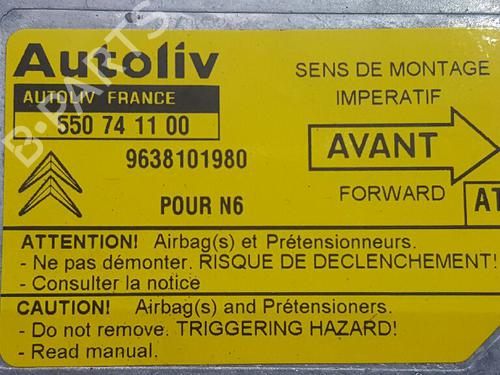 Autoliv
AUTOLIV FRANCE
550 74 11 00
9638101980
POUR N6
SENS DE MONTAGE
IMPERATIF
AVANT
FORWARD
AT
ATTENTION! Airbag(s) et Prétensionneurs.
- Ne pas démonter. RISQUE DE DECLENCHEMENT!
- Consulter la notice
CAUTION! Airbag(s) and Prétensioners.
- Do not remove. TRIGGERING HAZARD!
- Read manual.
B-PARTS